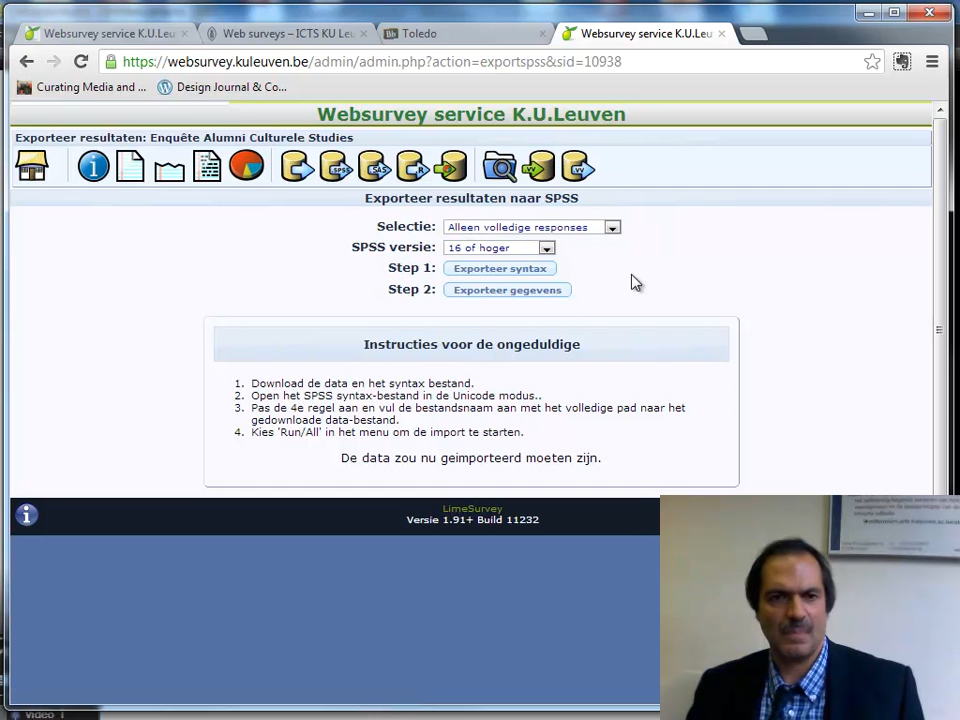 Websurvey service K.U.Leu
Web surveys – ICTS KU Leu
Toledo
Websurvey service K.U.Leu
https://websurvey.kuleuven.be/admin/admin.php?action=exportspss&sid=10938
Curating Media and ...
Design Journal & Co...
Websurvey service K.U.Leuven
Exporteer resultaten: Enquête Alumni Culturele Studies
SPSS
SAS
R
VV
VV
Exporteer resultaten naar SPSS
Selectie: Alleen volledige responses
SPSS versie: 16 of hoger
Step 1: Exporteer syntax
Step 2: Exporteer gegevens
Instructies voor de ongeduldige
1. Download de data en het syntax bestand.
2. Open het SPSS syntax-bestand in de Unicode modus..
3. Pas de 4e regel aan en vul de bestandsnaam aan met het volledige pad naar het
gedownloade data-bestand.
4. Kies 'Run/All' in het menu om de import te starten.
De data zou nu geimporteerd moeten zijn.
LimeSurvey
Versie 1.91+ Build 11232
Video 1